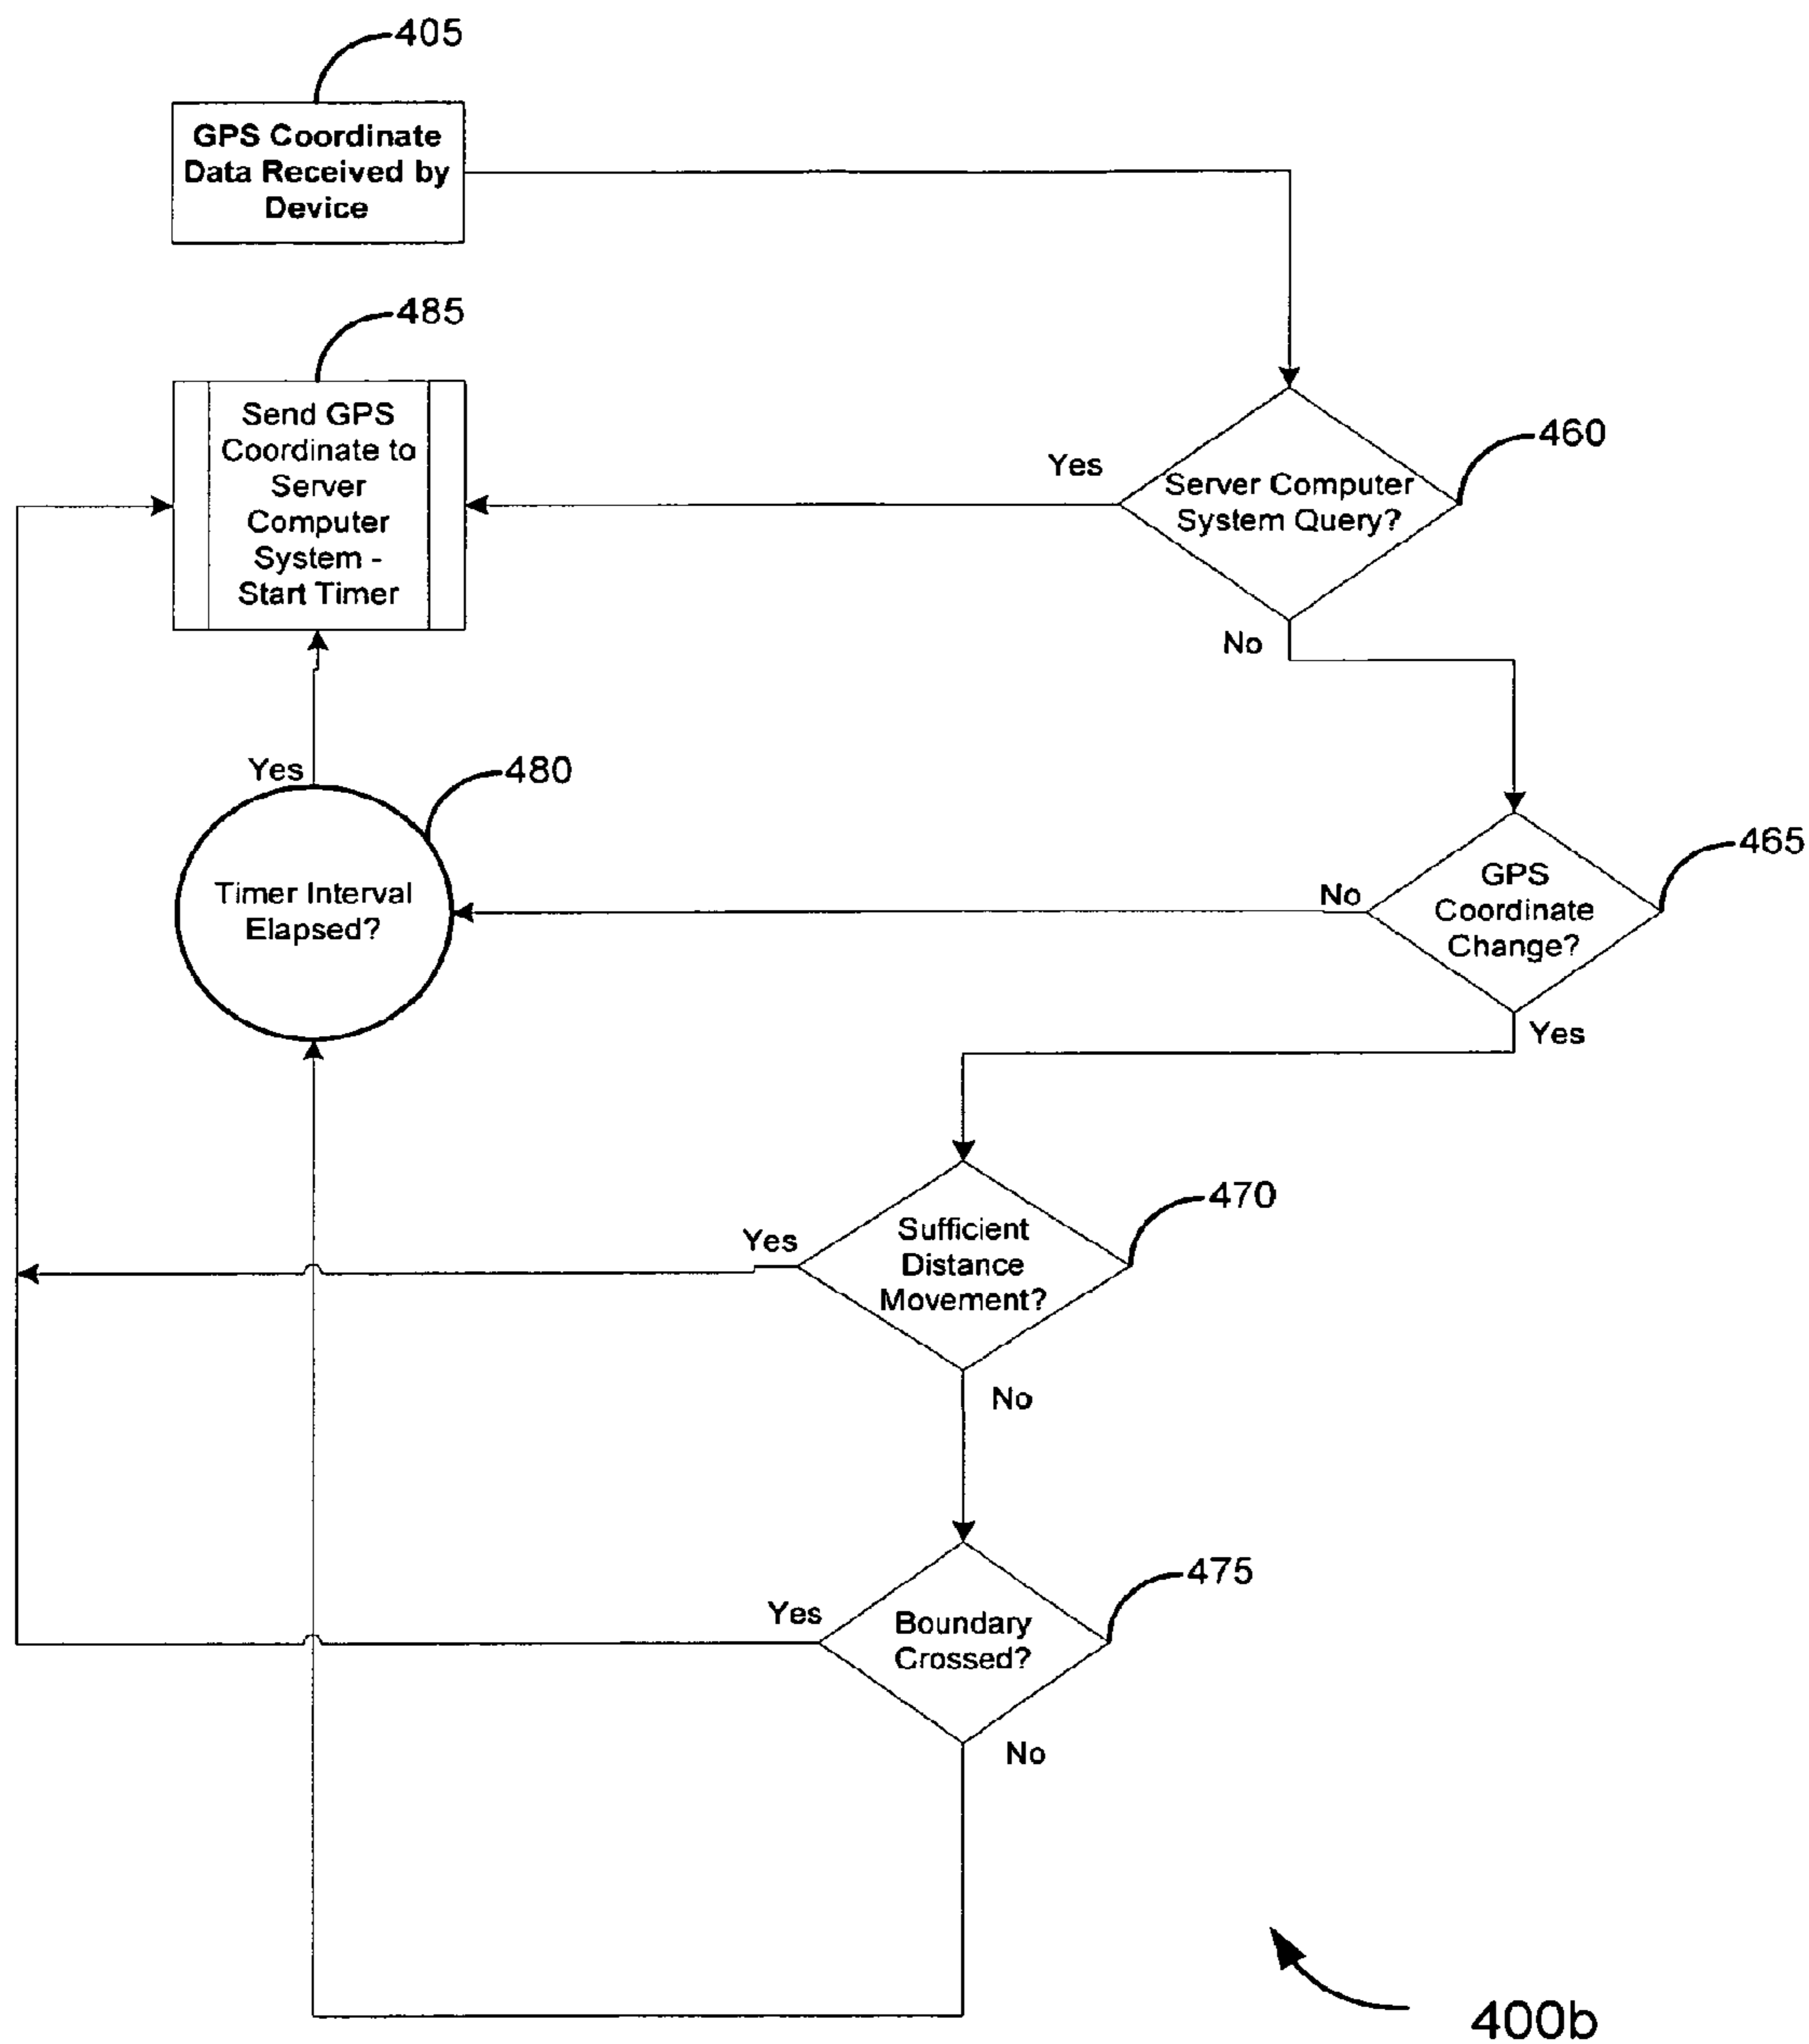 405
GPS Coordinate
Data Received by
Device
485
Send GPS
Coordinate to
Server
Computer
System -
Start Timer
Yes
460
Server Computer
System Query?
No
Yes
480
Timer Interval
Elapsed?
No
465
GPS
Coordinate
Change?
Yes
470
Yes
Sufficient
Distance
Movement?
No
475
Yes
Boundary
Crossed?
No
400b